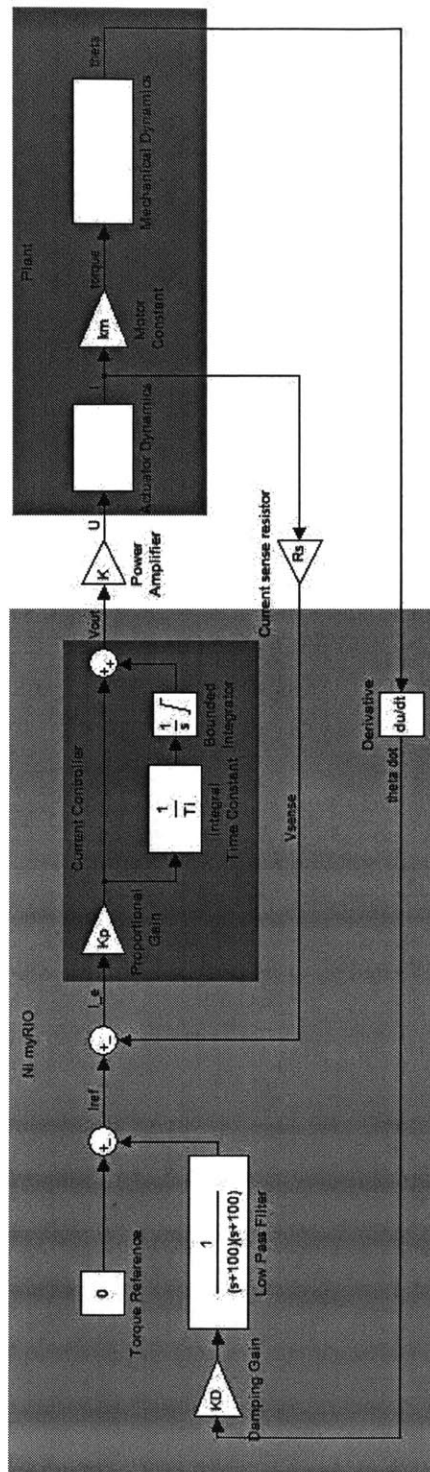 NI myRIO
0
Torque Reference
+
-
Iref
+
-
I_e
Current Controller
Kp
Proportional
Gain
1
TI
Integral
Time Constant
1
s
Bounded
Integrator
+
+
Vout
K
Power
Amplifier
U
Plant
Actuator Dynamics
I
km
Motor
Constant
torque
Mechanical Dynamics
theta
Current sense resistor
Rs
Vsense
Derivative
du/dt
theta dot
KD
Damping Gain
1
(s+100)(s+100)
Low Pass Filter